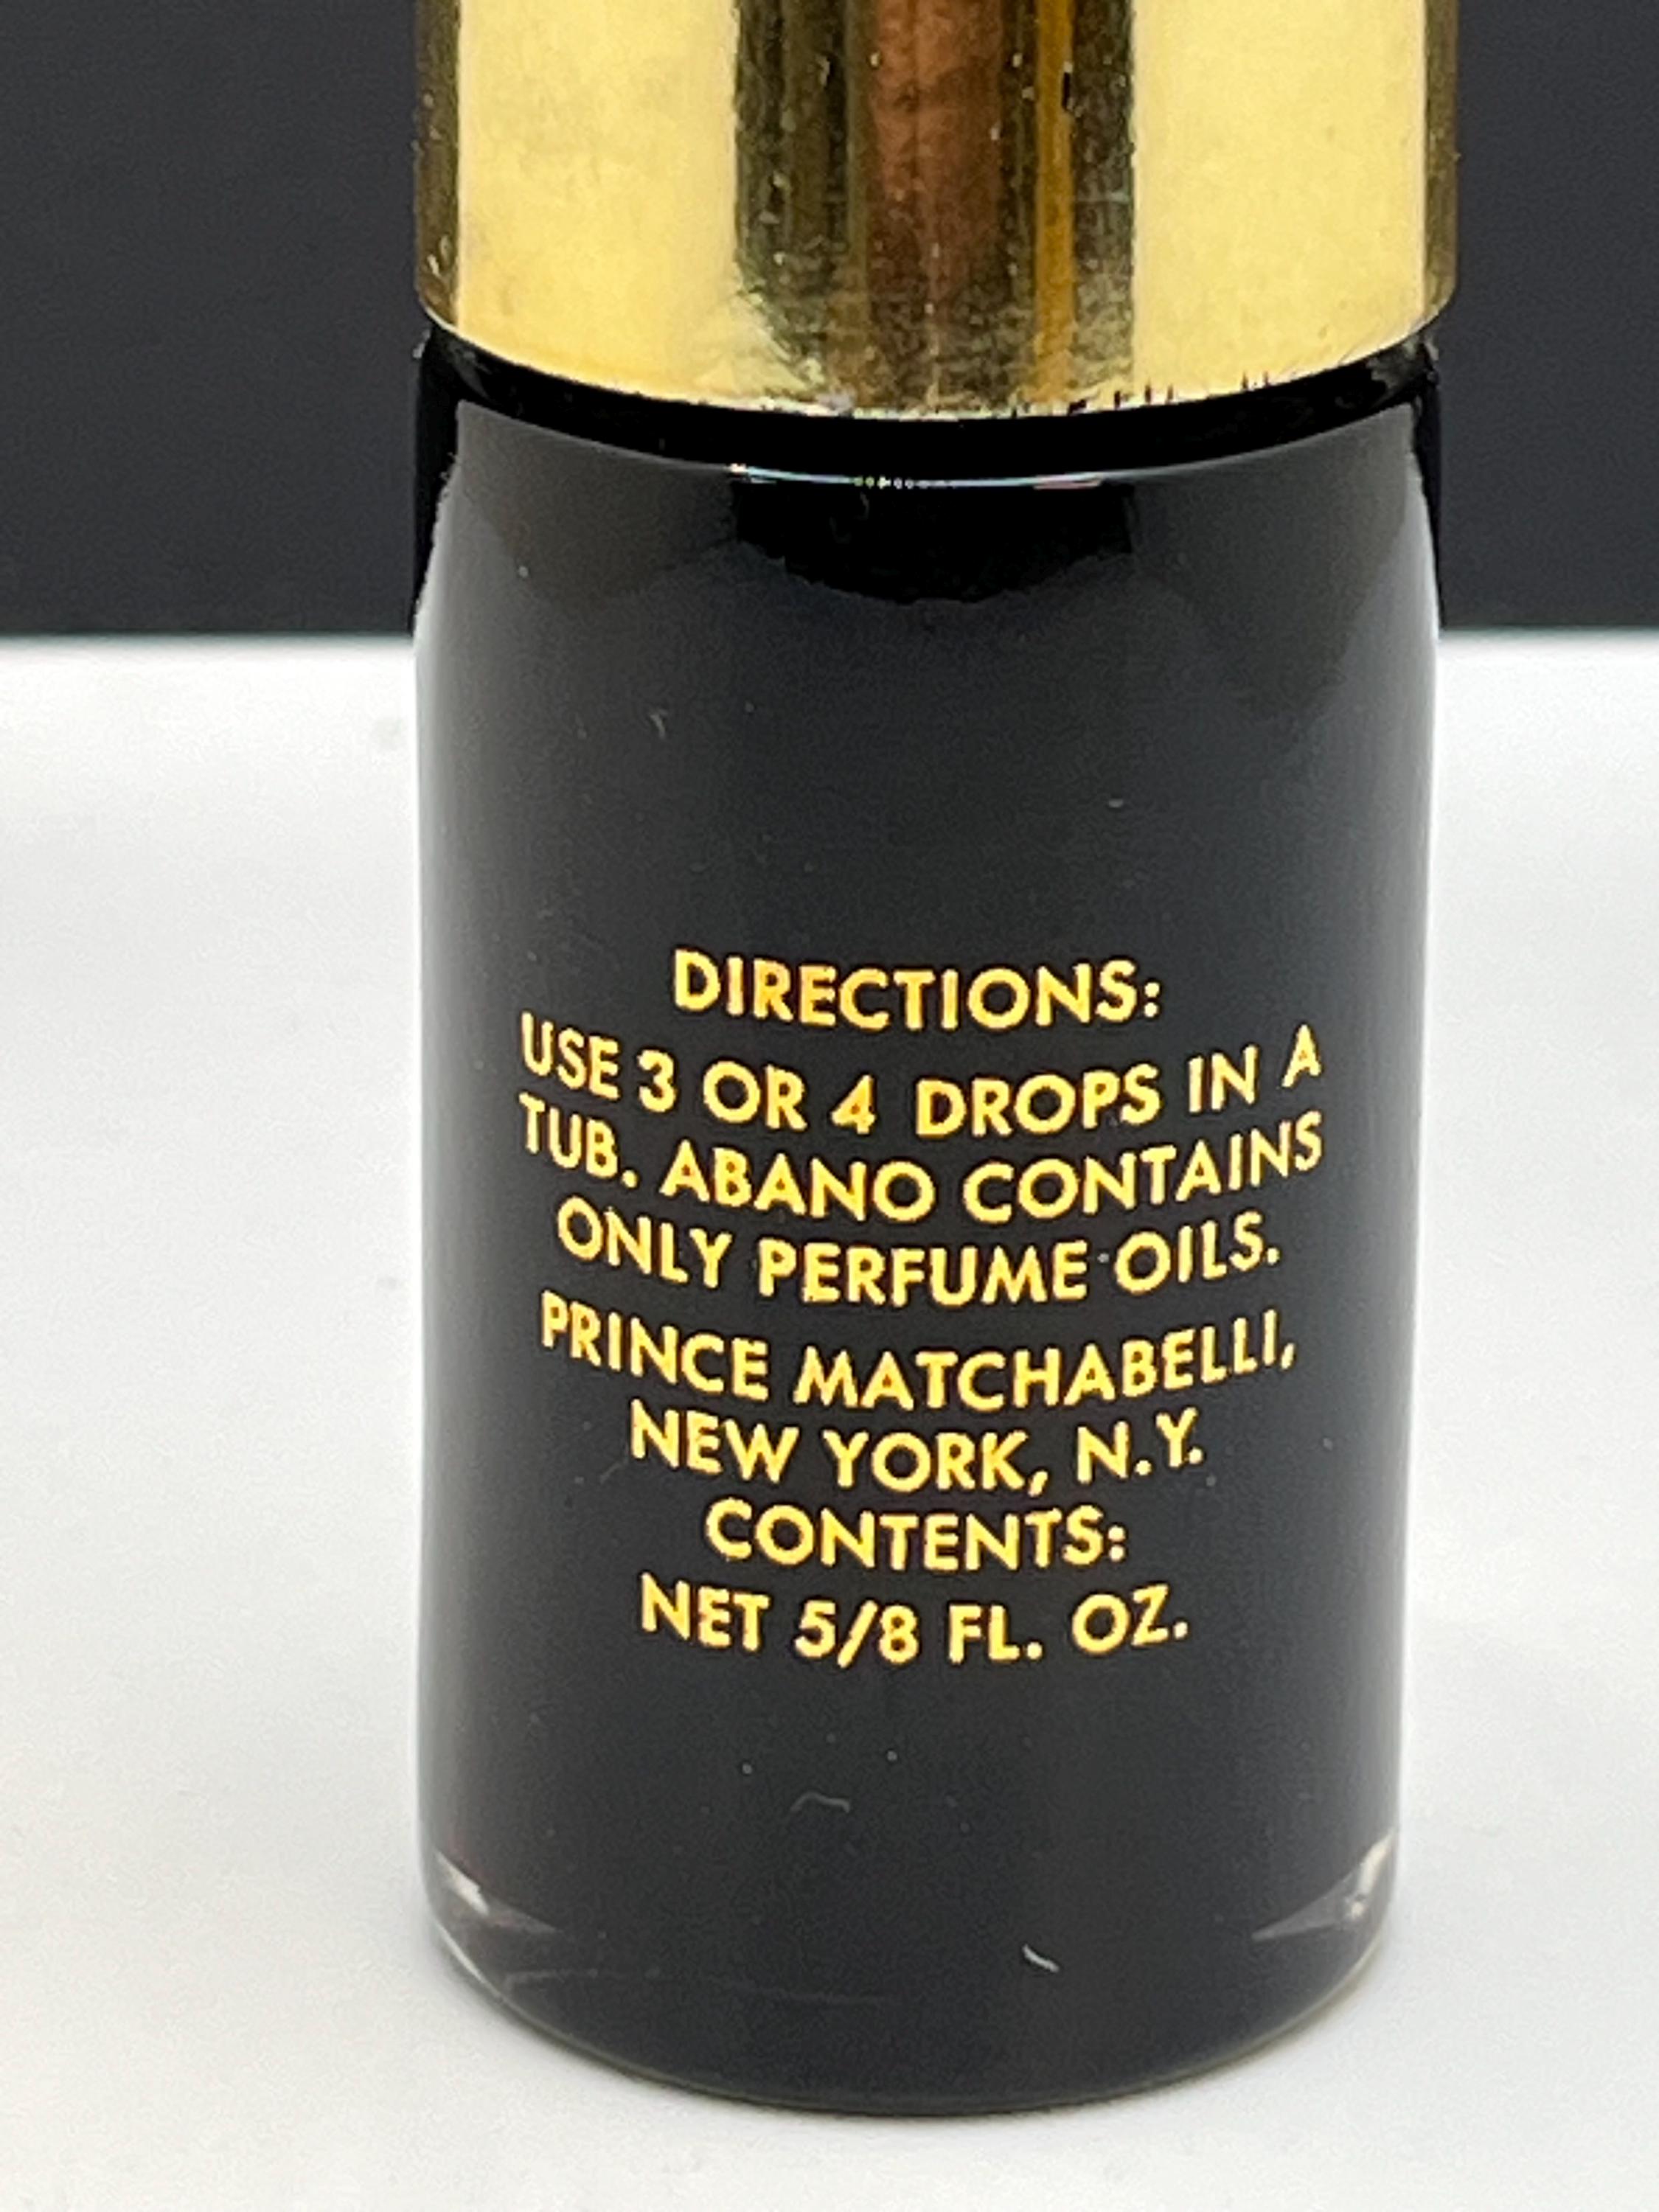 DIRECTIONS:
USE 3 OR 4 DROPS IN A
TUB. ABANO CONTAINS
ONLY PERFUME OILS.
PRINCE MATCHABELLI,
NEW YORK, N.Y.
CONTENTS:
NET 5/8 FL. OZ.